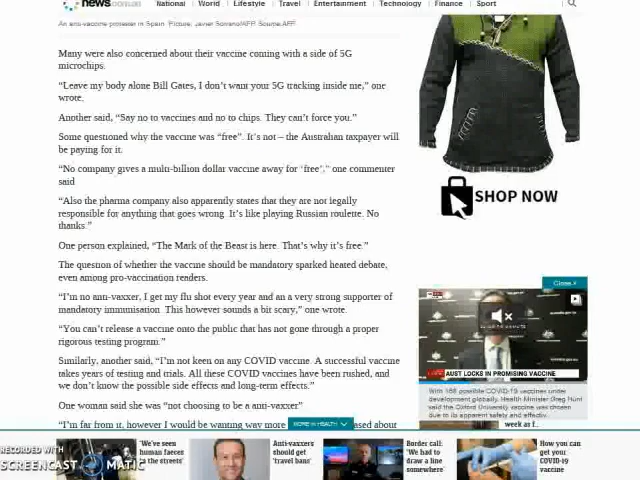 news.com.au National World Lifestyle Travel Entertainment Technology Finance Sport
An anti-vaccine protester in Spain. Picture: Javier Soriano/AFP. Source:AFP
Many were also concerned about their vaccine coming with a side of 5G
microchips.
“Leave my body alone Bill Gates, I don’t want your 5G tracking inside me,” one
wrote.
Another said, “Say no to vaccines and no to chips. They can’t force you.”
Some questioned why the vaccine was “free”. It’s not – the Australian taxpayer will
be paying for it.
“No company gives a multi-billion dollar vaccine away for ‘free’,” one commenter
said
“Also the pharma company also apparently states that they are not legally
responsible for anything that goes wrong. It’s like playing Russian roulette. No
thanks.”
One person explained, “The Mark of the Beast is here. That’s why it’s free.”
The question of whether the vaccine should be mandatory sparked heated debate,
even among pro-vaccination readers.
“I’m no anti-vaxxer, I get my flu shot every year and an a very strong supporter of
mandatory immunisation. This however sounds a bit scary,” one wrote.
“You can’t release a vaccine onto the public that has not gone through a proper
rigorous testing program.”
Similarly, another said, “I’m not keen on any COVID vaccine. A successful vaccine
takes years of testing and trials. All these COVID vaccines have been rushed, and
we don’t know the possible side effects and long-term effects.”
One woman said she was “not choosing to be a anti-vaxxer”
“I’m far from it, however I would be wanting way more
ased about
MORE IN HEALTH
SHOP NOW
Close X
AUST LOCKS IN PROMISING VACCINE
With 168 possible COVID-19 vaccines under
development globally, Health Minister Greg Hunt
said the Oxford University vaccine was chosen
due to its apparent safety and effectiv
week as f..
RECORDED WITH
SCREENCAST MATIC
'We've seen
human faeces
in the streets'
Anti-vaxxers
should get
'travel bans'
Border call:
'We had to
draw a line
somewhere'
How you can
get your
COVID-19
vaccine